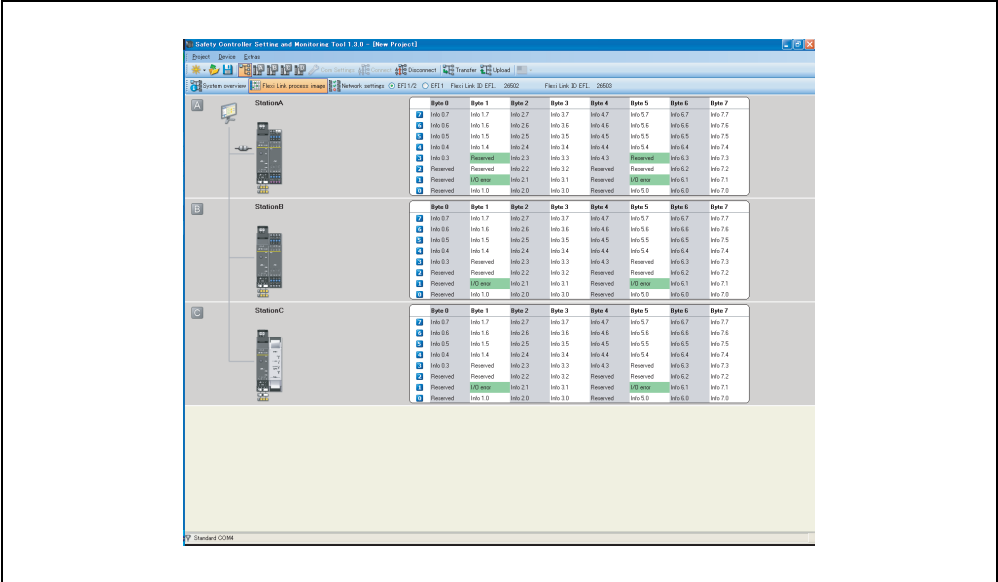 Safety Controller Setting and Monitoring Tool 1.3.0 - [New Project]
Project Device Extras
Save Settings Connect Disconnect Transfer Upload
System overview Flexi Link process image Network settings EFI1/2 EFI1 Flexi Link ID EFI. 26502 Flexi Link ID EFI. 26503
A StationA
Byte 0 Byte 1 Byte 2 Byte 3 Byte 4 Byte 5 Byte 6 Byte 7
7 Info 0.7 Info 1.7 Info 2.7 Info 3.7 Info 4.7 Info 5.7 Info 6.7 Info 7.7
6 Info 0.6 Info 1.6 Info 2.6 Info 3.6 Info 4.6 Info 5.6 Info 6.6 Info 7.6
5 Info 0.5 Info 1.5 Info 2.5 Info 3.5 Info 4.5 Info 5.5 Info 6.5 Info 7.5
4 Info 0.4 Info 1.4 Info 2.4 Info 3.4 Info 4.4 Info 5.4 Info 6.4 Info 7.4
3 Info 0.3 Reserved Info 2.3 Info 3.3 Info 4.3 Reserved Info 6.3 Info 7.3
2 Reserved Reserved Info 2.2 Info 3.2 Reserved Reserved Info 6.2 Info 7.2
1 Reserved I/O error Info 2.1 Info 3.1 Reserved I/O error Info 6.1 Info 7.1
0 Reserved Info 1.0 Info 2.0 Info 3.0 Reserved Info 5.0 Info 6.0 Info 7.0
B StationB
Byte 0 Byte 1 Byte 2 Byte 3 Byte 4 Byte 5 Byte 6 Byte 7
7 Info 0.7 Info 1.7 Info 2.7 Info 3.7 Info 4.7 Info 5.7 Info 6.7 Info 7.7
6 Info 0.6 Info 1.6 Info 2.6 Info 3.6 Info 4.6 Info 5.6 Info 6.6 Info 7.6
5 Info 0.5 Info 1.5 Info 2.5 Info 3.5 Info 4.5 Info 5.5 Info 6.5 Info 7.5
4 Info 0.4 Info 1.4 Info 2.4 Info 3.4 Info 4.4 Info 5.4 Info 6.4 Info 7.4
3 Info 0.3 Reserved Info 2.3 Info 3.3 Info 4.3 Reserved Info 6.3 Info 7.3
2 Reserved Reserved Info 2.2 Info 3.2 Reserved Reserved Info 6.2 Info 7.2
1 Reserved I/O error Info 2.1 Info 3.1 Reserved I/O error Info 6.1 Info 7.1
0 Reserved Info 1.0 Info 2.0 Info 3.0 Reserved Info 5.0 Info 6.0 Info 7.0
C StationC
Byte 0 Byte 1 Byte 2 Byte 3 Byte 4 Byte 5 Byte 6 Byte 7
7 Info 0.7 Info 1.7 Info 2.7 Info 3.7 Info 4.7 Info 5.7 Info 6.7 Info 7.7
6 Info 0.6 Info 1.6 Info 2.6 Info 3.6 Info 4.6 Info 5.6 Info 6.6 Info 7.6
5 Info 0.5 Info 1.5 Info 2.5 Info 3.5 Info 4.5 Info 5.5 Info 6.5 Info 7.5
4 Info 0.4 Info 1.4 Info 2.4 Info 3.4 Info 4.4 Info 5.4 Info 6.4 Info 7.4
3 Info 0.3 Reserved Info 2.3 Info 3.3 Info 4.3 Reserved Info 6.3 Info 7.3
2 Reserved Reserved Info 2.2 Info 3.2 Reserved Reserved Info 6.2 Info 7.2
1 Reserved I/O error Info 2.1 Info 3.1 Reserved I/O error Info 6.1 Info 7.1
0 Reserved Info 1.0 Info 2.0 Info 3.0 Reserved Info 5.0 Info 6.0 Info 7.0
Standard COM4